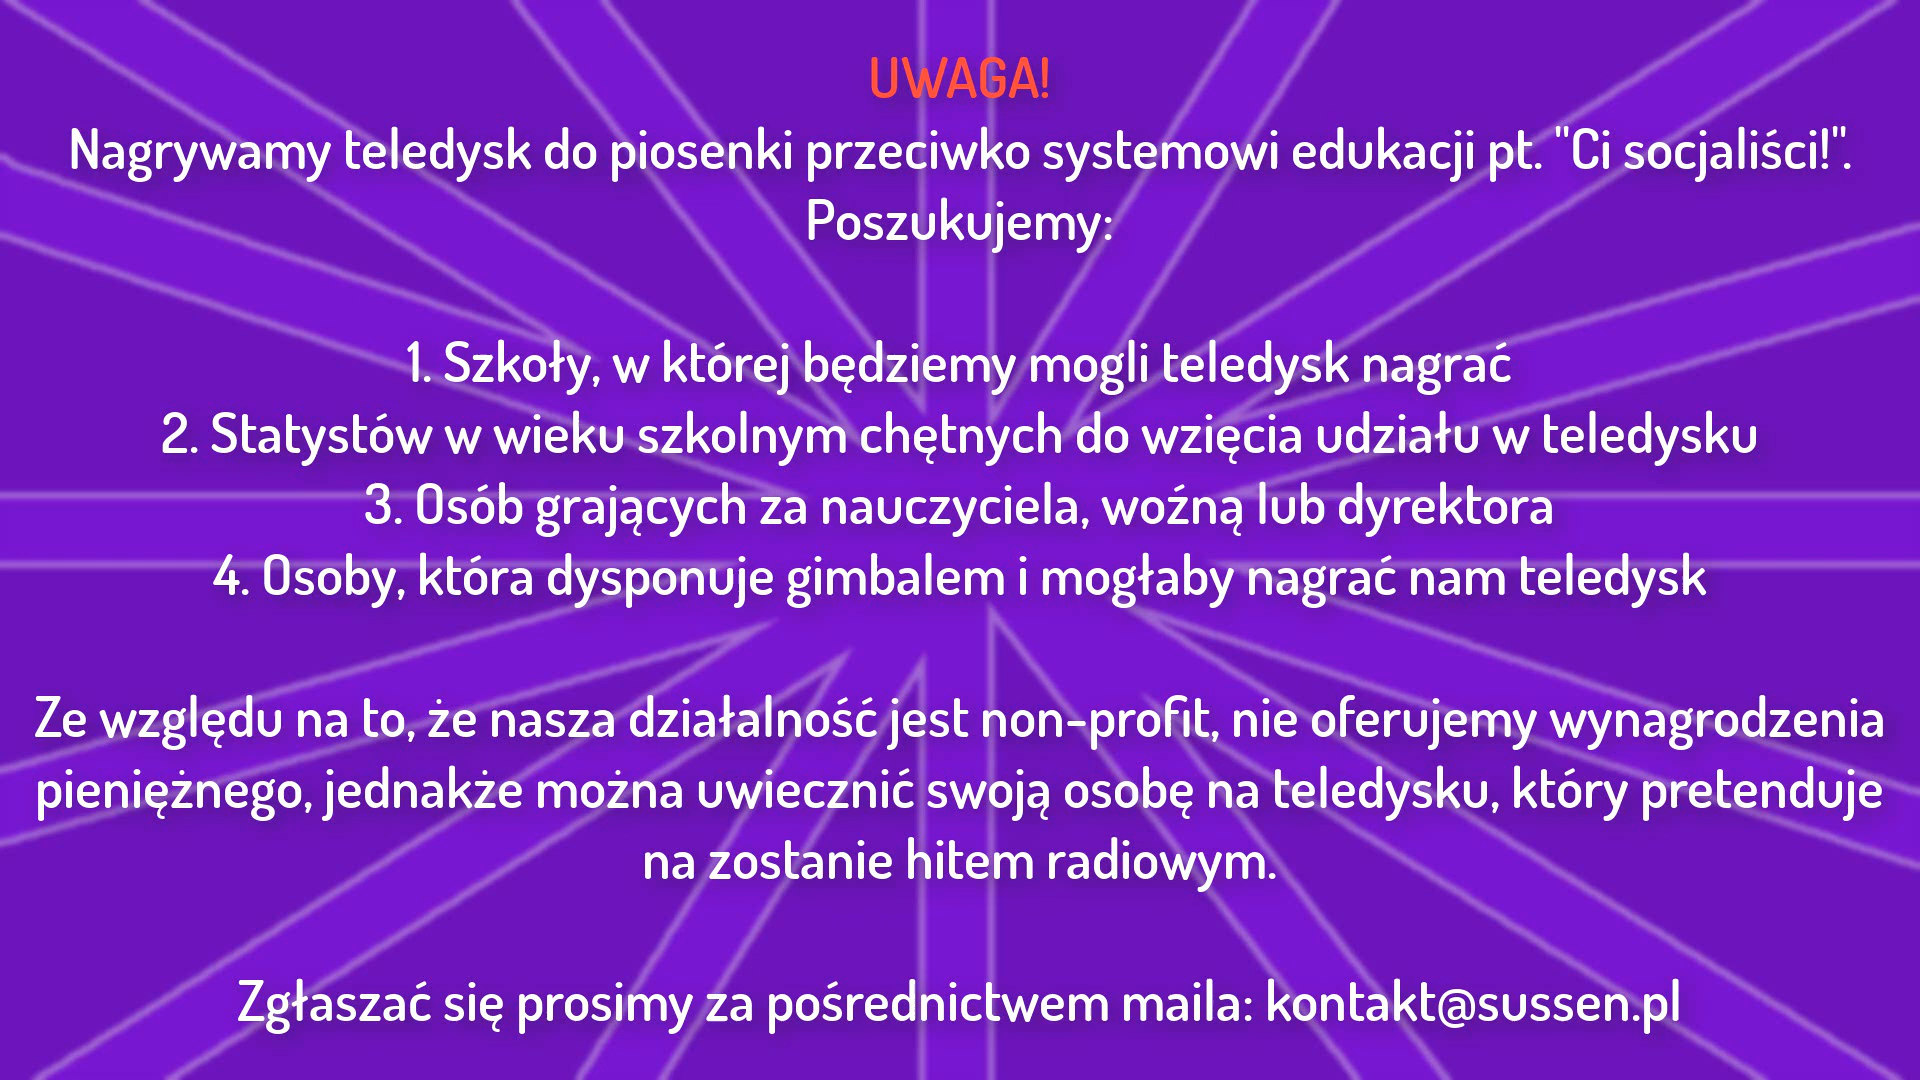 UWAGA!
Nagrywamy teledysk do piosenki przeciwko systemowi edukacji pt. "Ci socjaliści!".
Poszukujemy:
1. Szkoły, w której będziemy mogli teledysk nagrać
2. Statystów w wieku szkolnym chętnych do wzięcia udziału w teledysku
3. Osób grających za nauczyciela, woźną lub dyrektora
4. Osoby, która dysponuje gimbalem i mogłaby nagrać nam teledysk
Ze względu na to, że nasza działalność jest non-profit, nie oferujemy wynagrodzenia
pieniężnego, jednakże można uwiecznić swoją osobę na teledysku, który pretenduje
na zostanie hitem radiowym.
Zgłaszać się prosimy za pośrednictwem maila: kontakt@sussen.pl